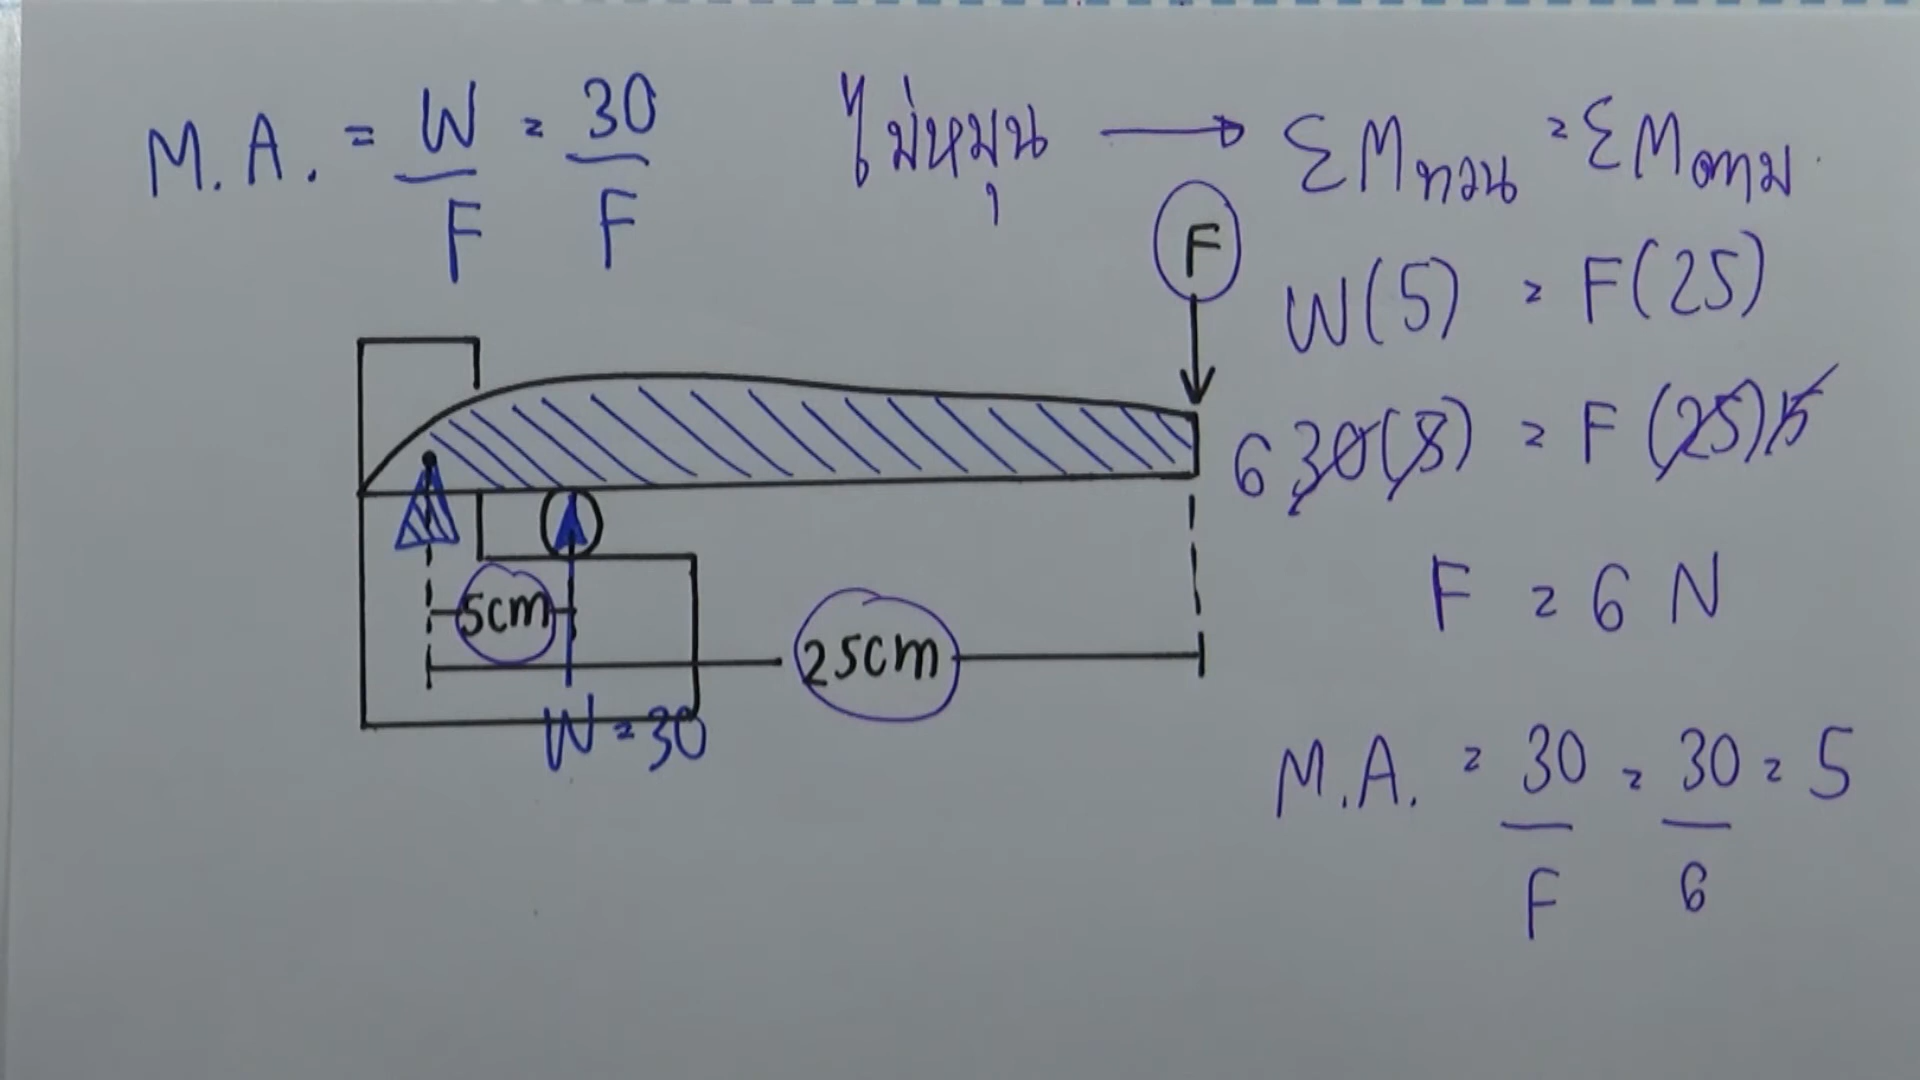 M.A. = W/F = 30/F
ไม่หมุน → ΣMทวน = ΣMตาม
F
W(5) = F(25)
6 30(5) = F(25)5
5cm
F = 6 N
25cm
W = 30
M.A. = 30/F = 30/6 = 5